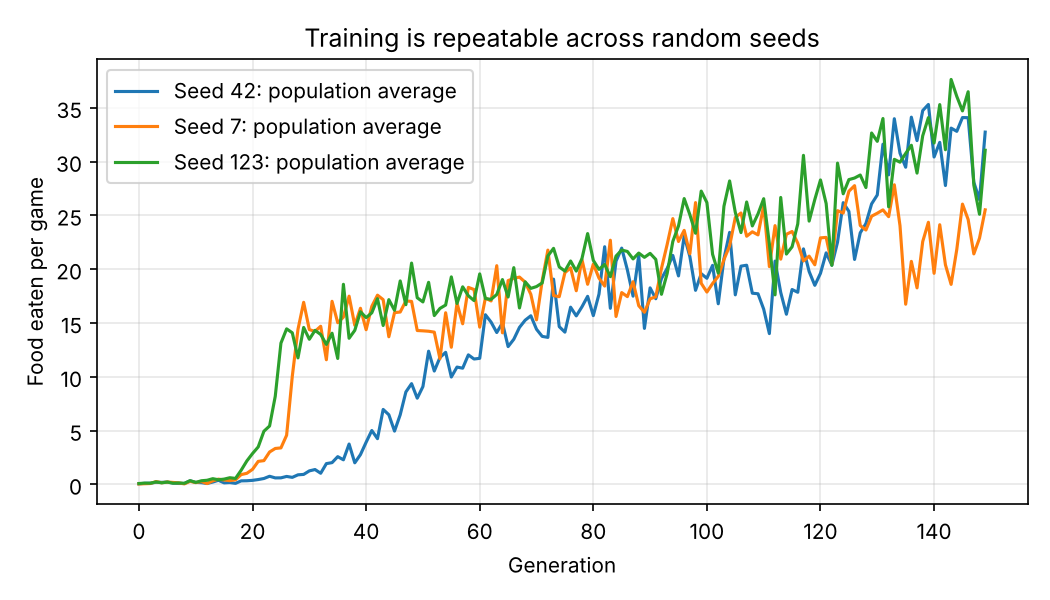 Training is repeatable across random seeds
Seed 42: population average
Seed 7: population average
Seed 123: population average
Food eaten per game
35
30
25
20
15
10
5
0
0 20 40 60 80 100 120 140
Generation